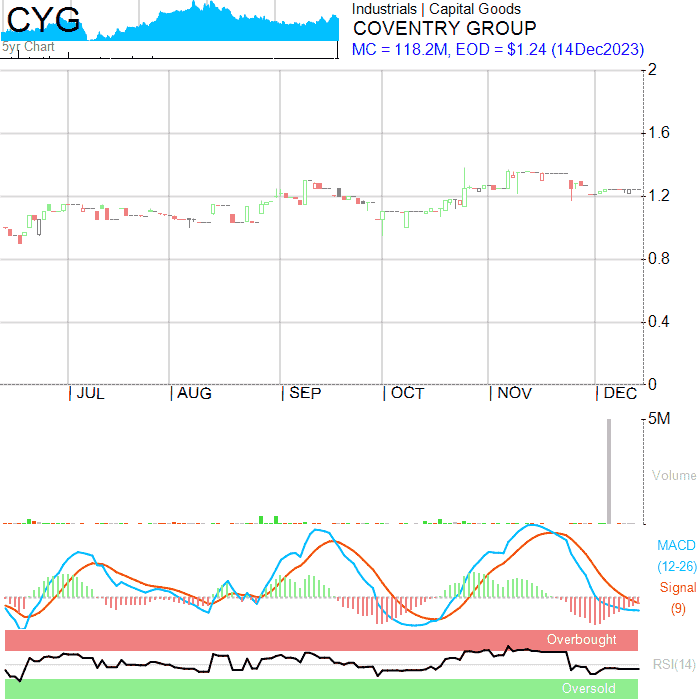 CYG
5yr Chart
Industrials | Capital Goods
COVENTRY GROUP
MC = 118.2M, EOD = $1.24 (14Dec2023)
2
1.6
1.2
0.8
0.4
0
JUL AUG SEP OCT NOV DEC
5M
Volume
MACD
(12-26)
Signal
(9)
Overbought
RSI(14)
Oversold